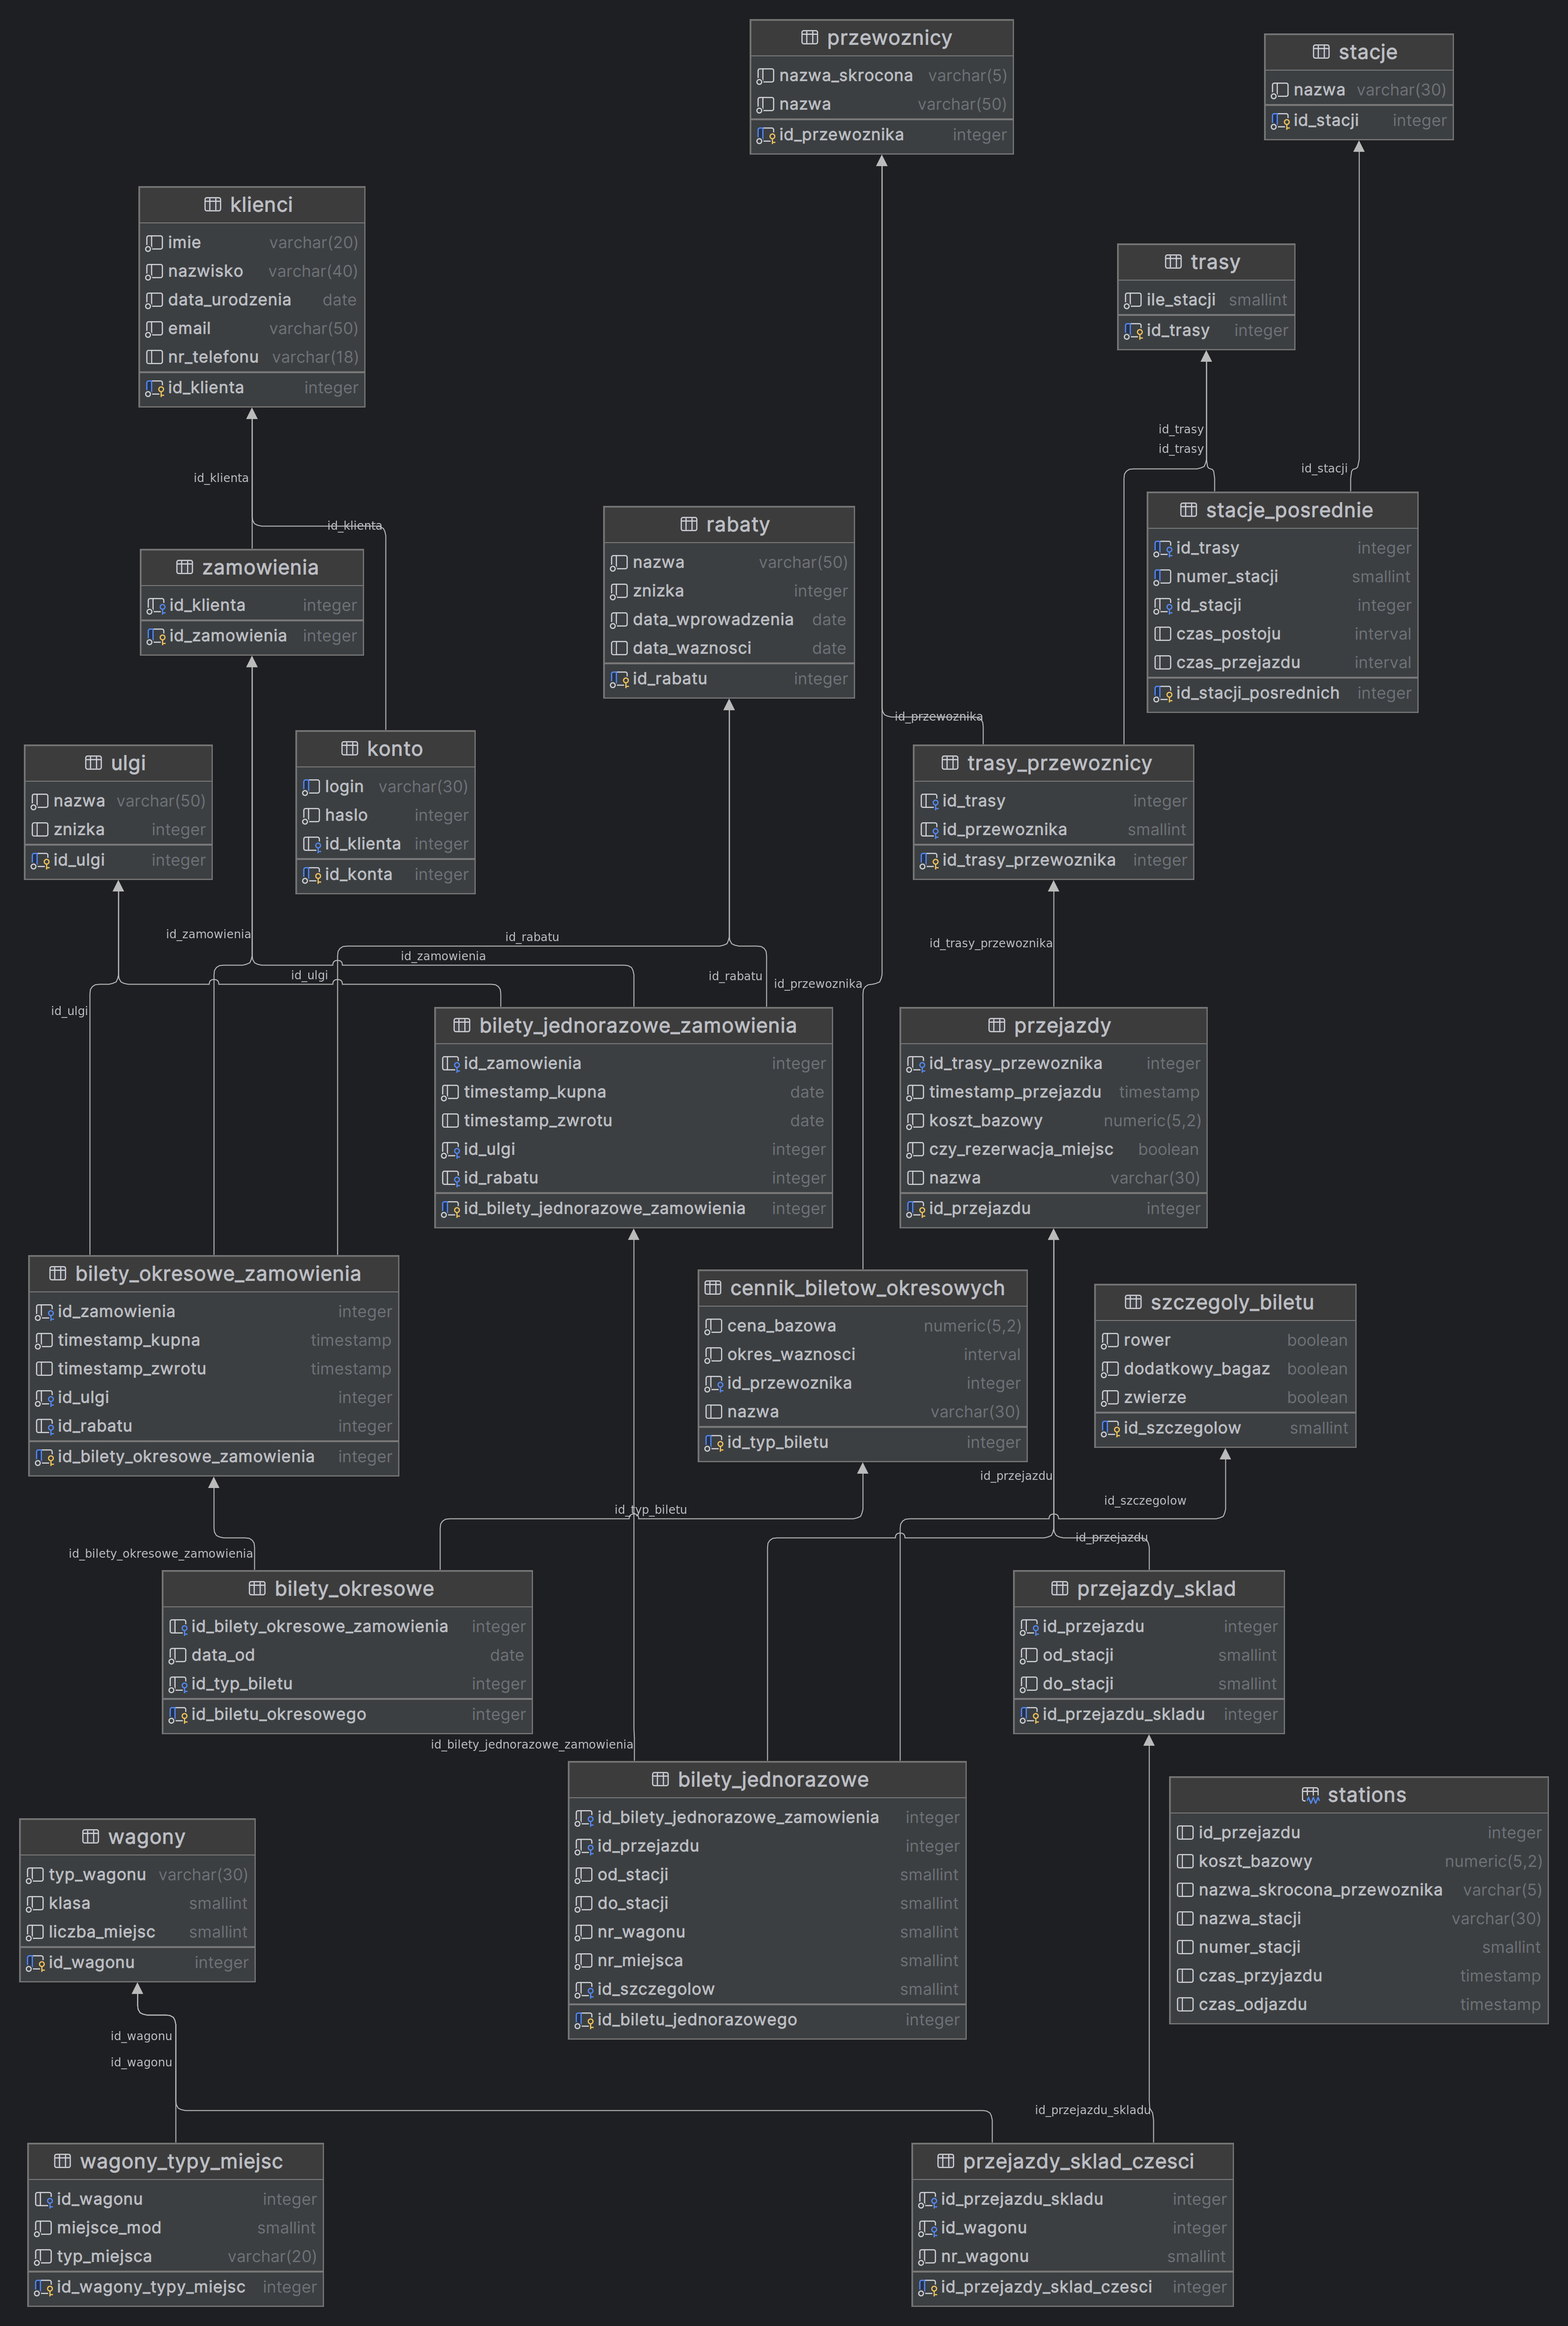 przewoznicy
nazwa_skrocona varchar(5)
nazwa varchar(50)
id_przewoznika integer
stacje
nazwa varchar(30)
id_stacji integer
klienci
imie varchar(20)
nazwisko varchar(40)
data_urodzenia date
email varchar(50)
nr_telefonu varchar(18)
id_klienta integer
trasy
ile_stacji smallint
id_trasy integer
id_trasy
id_trasy
id_stacji
id_klienta
id_klienta
stacje_posrednie
id_trasy integer
numer_stacji smallint
id_stacji integer
czas_postoju interval
czas_przejazdu interval
id_stacji_posrednich integer
rabaty
nazwa varchar(50)
znizka integer
data_wprowadzenia date
data_waznosci date
id_rabatu integer
zamowienia
id_klienta integer
id_zamowienia integer
id_przewoznika
konto
login varchar(30)
haslo integer
id_klienta integer
id_konta integer
ulgi
nazwa varchar(50)
znizka integer
id_ulgi integer
trasy_przewoznicy
id_trasy integer
id_przewoznika smallint
id_trasy_przewoznika integer
id_zamowienia
id_rabatu
id_trasy_przewoznika
id_zamowienia
id_ulgi
id_rabatu
id_przewoznika
id_ulgi
bilety_jednorazowe_zamowienia
id_zamowienia integer
timestamp_kupna date
timestamp_zwrotu date
id_ulgi integer
id_rabatu integer
id_bilety_jednorazowe_zamowienia integer
przejazdy
id_trasy_przewoznika integer
timestamp_przejazdu timestamp
koszt_bazowy numeric(5,2)
czy_rezerwacja_miejsc boolean
nazwa varchar(30)
id_przejazdu integer
bilety_okresowe_zamowienia
id_zamowienia integer
timestamp_kupna timestamp
timestamp_zwrotu timestamp
id_ulgi integer
id_rabatu integer
id_bilety_okresowe_zamowienia integer
cennik_biletow_okresowych
cena_bazowa numeric(5,2)
okres_waznosci interval
id_przewoznika integer
nazwa varchar(30)
id_typ_biletu integer
szczegoly_biletu
rower boolean
dodatkowy_bagaz boolean
zwierze boolean
id_szczegolow smallint
id_przejazdu
id_szczegolow
id_typ_biletu
id_przejazdu
id_bilety_okresowe_zamowienia
bilety_okresowe
id_bilety_okresowe_zamowienia integer
data_od date
id_typ_biletu integer
id_biletu_okresowego integer
przejazdy_sklad
id_przejazdu integer
od_stacji smallint
do_stacji smallint
id_przejazdu_skladu integer
id_bilety_jednorazowe_zamowienia
bilety_jednorazowe
id_bilety_jednorazowe_zamowienia integer
id_przejazdu integer
od_stacji smallint
do_stacji smallint
nr_wagonu smallint
nr_miejsca smallint
id_szczegolow smallint
id_biletu_jednorazowego integer
stations
id_przejazdu integer
koszt_bazowy numeric(5,2)
nazwa_skrocona_przewoznika varchar(5)
nazwa_stacji varchar(30)
numer_stacji smallint
czas_przyjazdu timestamp
czas_odjazdu timestamp
wagony
typ_wagonu varchar(30)
klasa smallint
liczba_miejsc smallint
id_wagonu integer
id_wagonu
id_wagonu
id_przejazdu_skladu
wagony_typy_miejsc
id_wagonu integer
miejsce_mod smallint
typ_miejsca varchar(20)
id_wagony_typy_miejsc integer
przejazdy_sklad_czesci
id_przejazdu_skladu integer
id_wagonu integer
nr_wagonu smallint
id_przejazdy_sklad_czesci integer